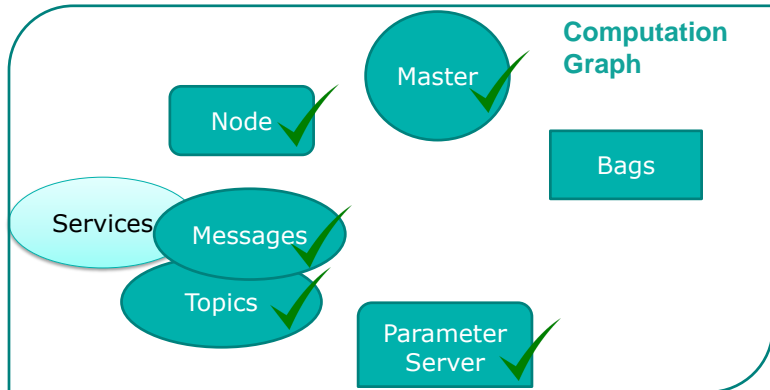 Computation
Graph
Master
Node
Bags
Services
Messages
Topics
Parameter
Server